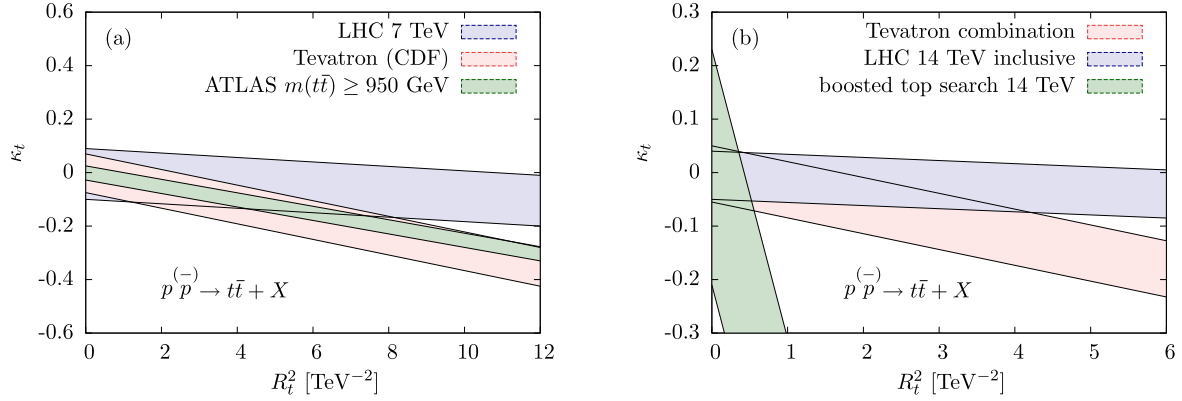 (a)
LHC 7 TeV
Tevatron (CDF)
ATLAS m(tt̄) ≥ 950 GeV
0.6
0.4
0.2
0
-0.2
-0.4
-0.6
κₜ
p p⁽⁻⁾ → tt̄ + X
0 2 4 6 8 10 12
Rₜ² [TeV⁻²]
(b)
Tevatron combination
LHC 14 TeV inclusive
boosted top search 14 TeV
0.3
0.2
0.1
0
-0.1
-0.2
-0.3
κₜ
p p⁽⁻⁾ → tt̄ + X
0 1 2 3 4 5 6
Rₜ² [TeV⁻²]